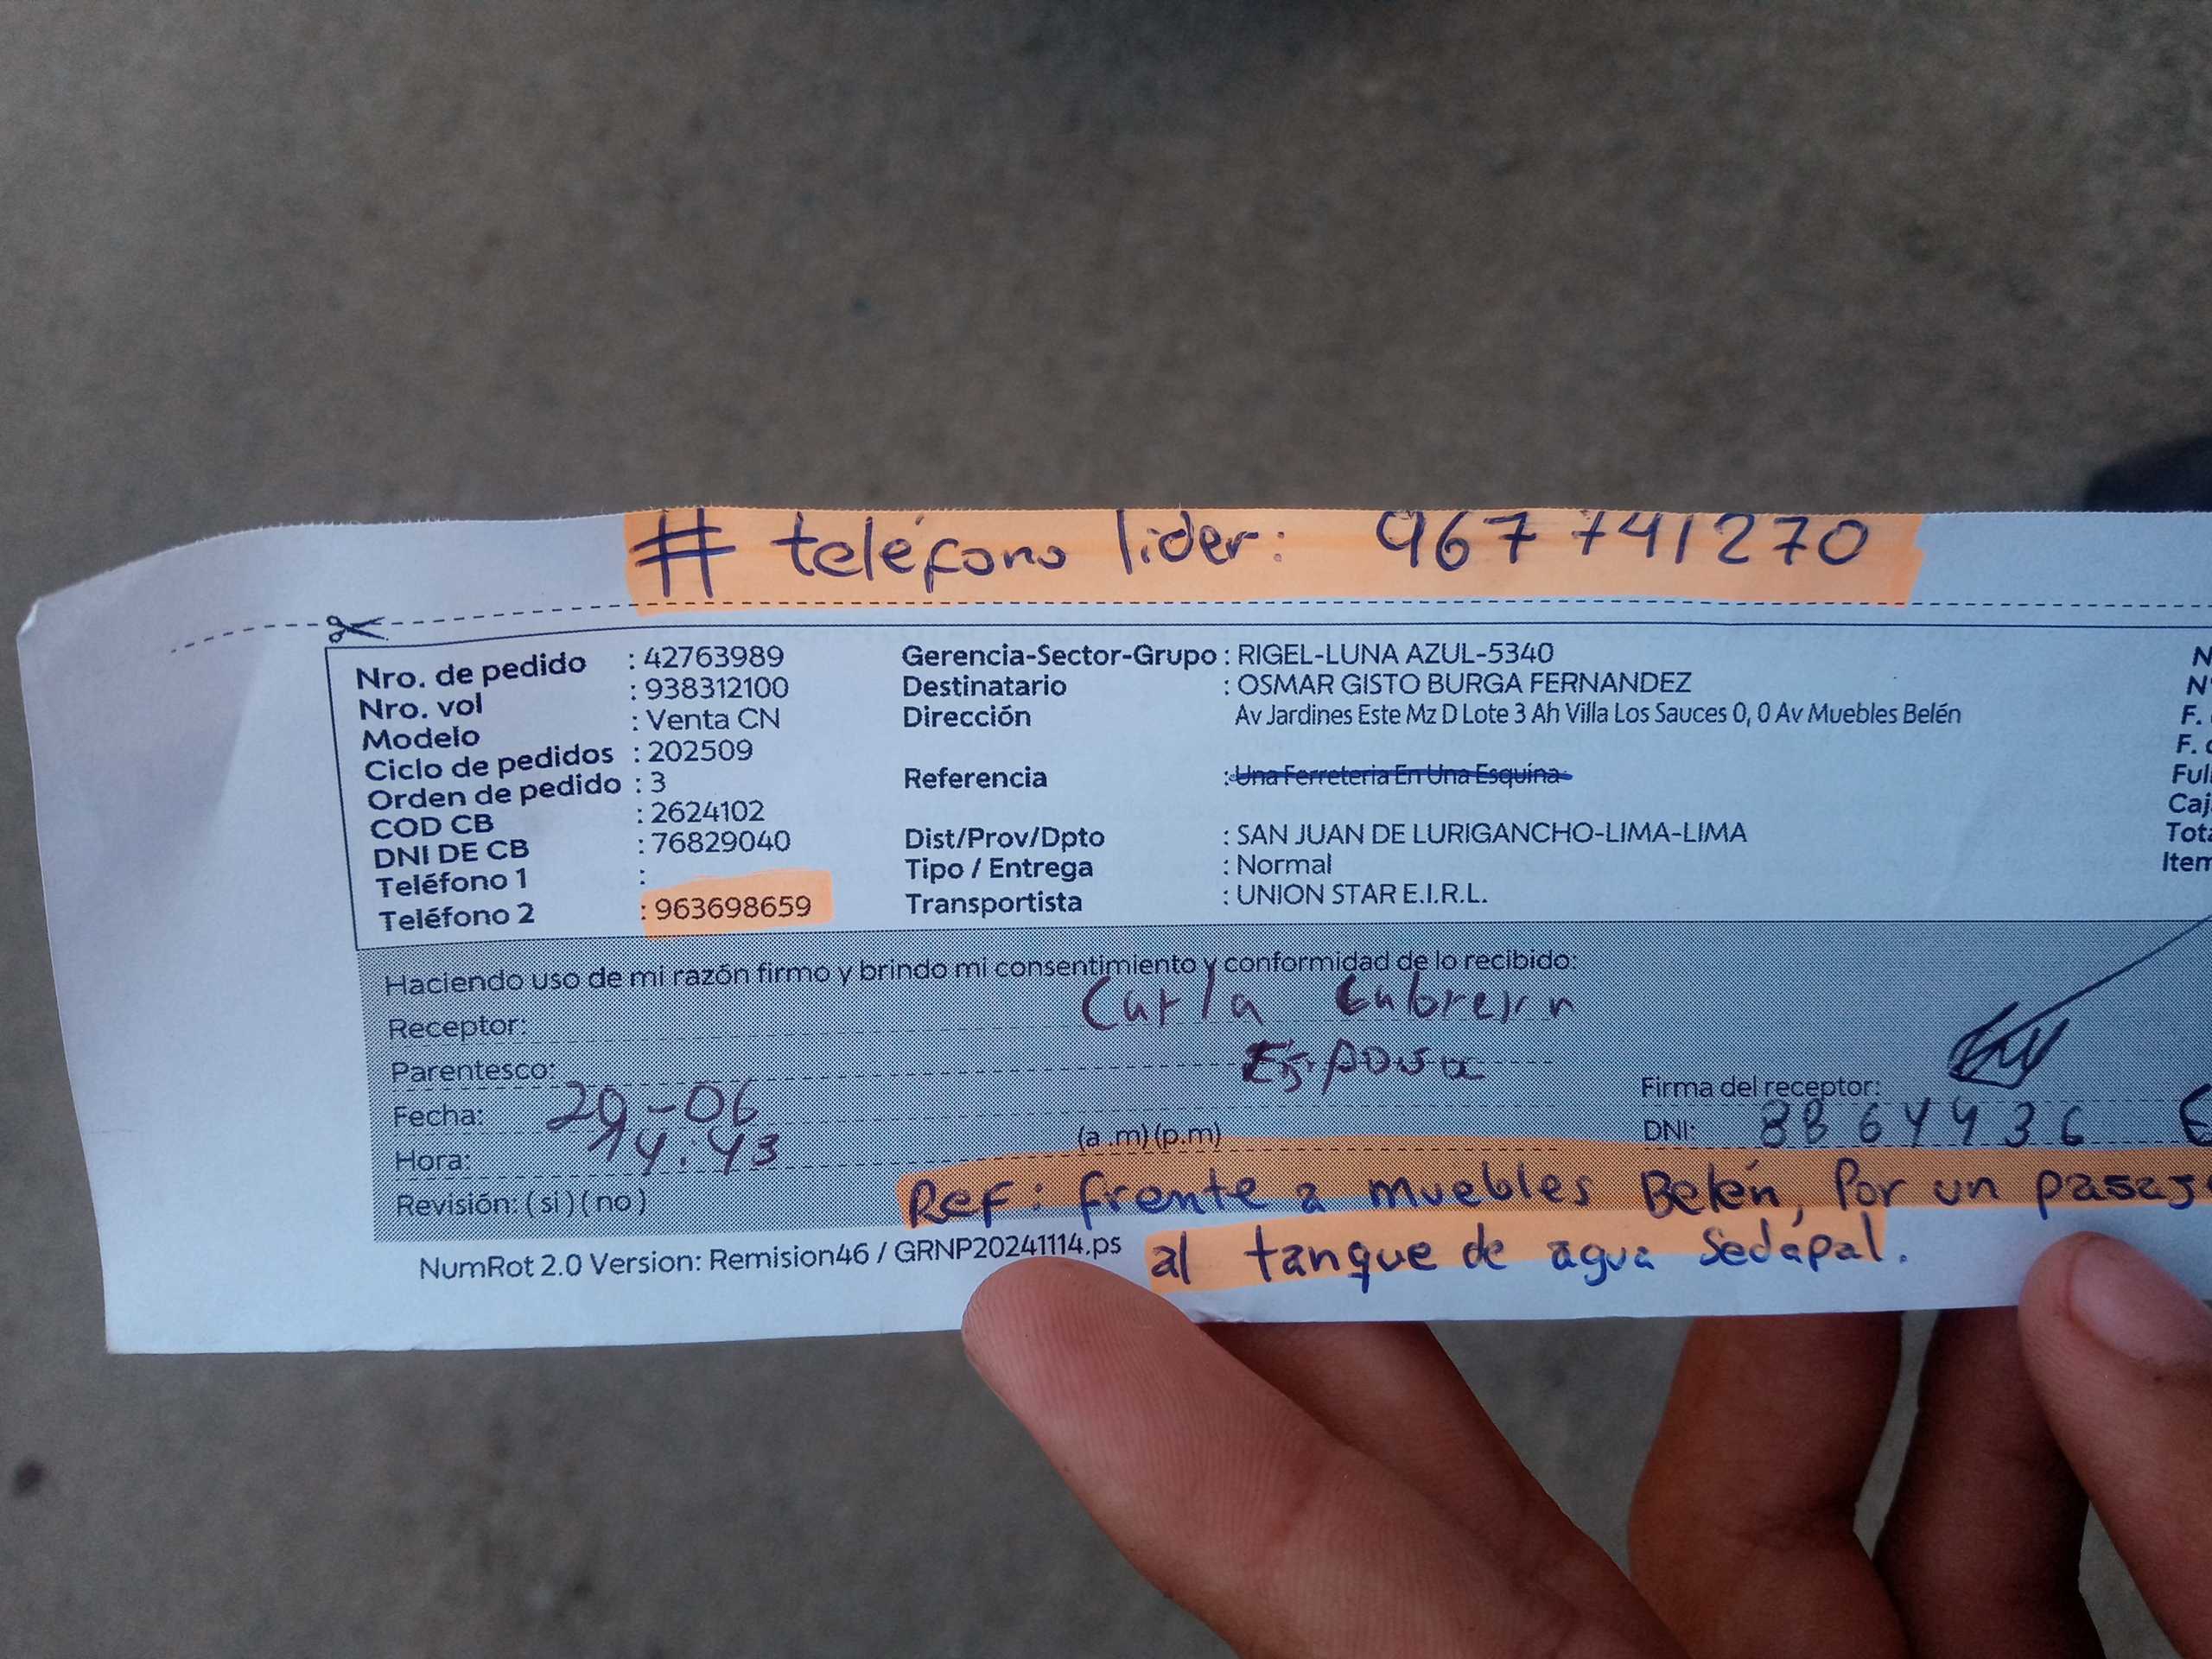 # teléfono lider: 967 741270
Nro. de pedido : 42763989
Nro. vol : 938312100
Modelo : Venta CN
Ciclo de pedidos : 202509
Orden de pedido : 3
COD CB : 2624102
DNI DE CB : 76829040
Teléfono 1 :
Teléfono 2 : 963698659
Gerencia-Sector-Grupo : RIGEL-LUNA AZUL-5340
Destinatario : OSMAR GISTO BURGA FERNANDEZ
Dirección Av Jardines Este Mz D Lote 3 Ah Villa Los Sauces 0, 0 Av Muebles Belén
Referencia : Una Ferreteria En Una Esquina
Dist/Prov/Dpto : SAN JUAN DE LURIGANCHO-LIMA-LIMA
Tipo / Entrega : Normal
Transportista : UNION STAR E.I.R.L.
Haciendo uso de mi razón firmo y brindo mi consentimiento y conformidad de lo recibido:
Receptor: Carla
Parentesco: Esposa
Fecha: -06
Hora: 14:43 (a.m) (p.m)
Revisión: (si) (no)
Firma del receptor:
DNI:
Ref: frente a muebles Belén, Por un
al tanque de agua Sedapal.
NumRot 2.0 Version: Remision46 / GRNP20241114.ps